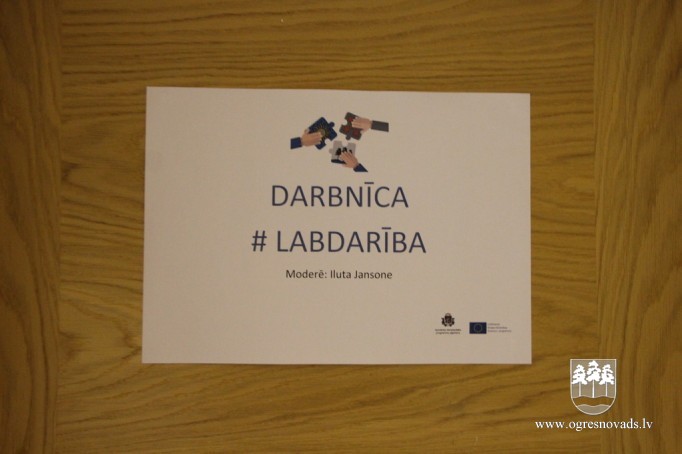 DARBNĪCA
# LABDARĪBA
Moderē: Iluta Jansone
www.ogresnovads.lv